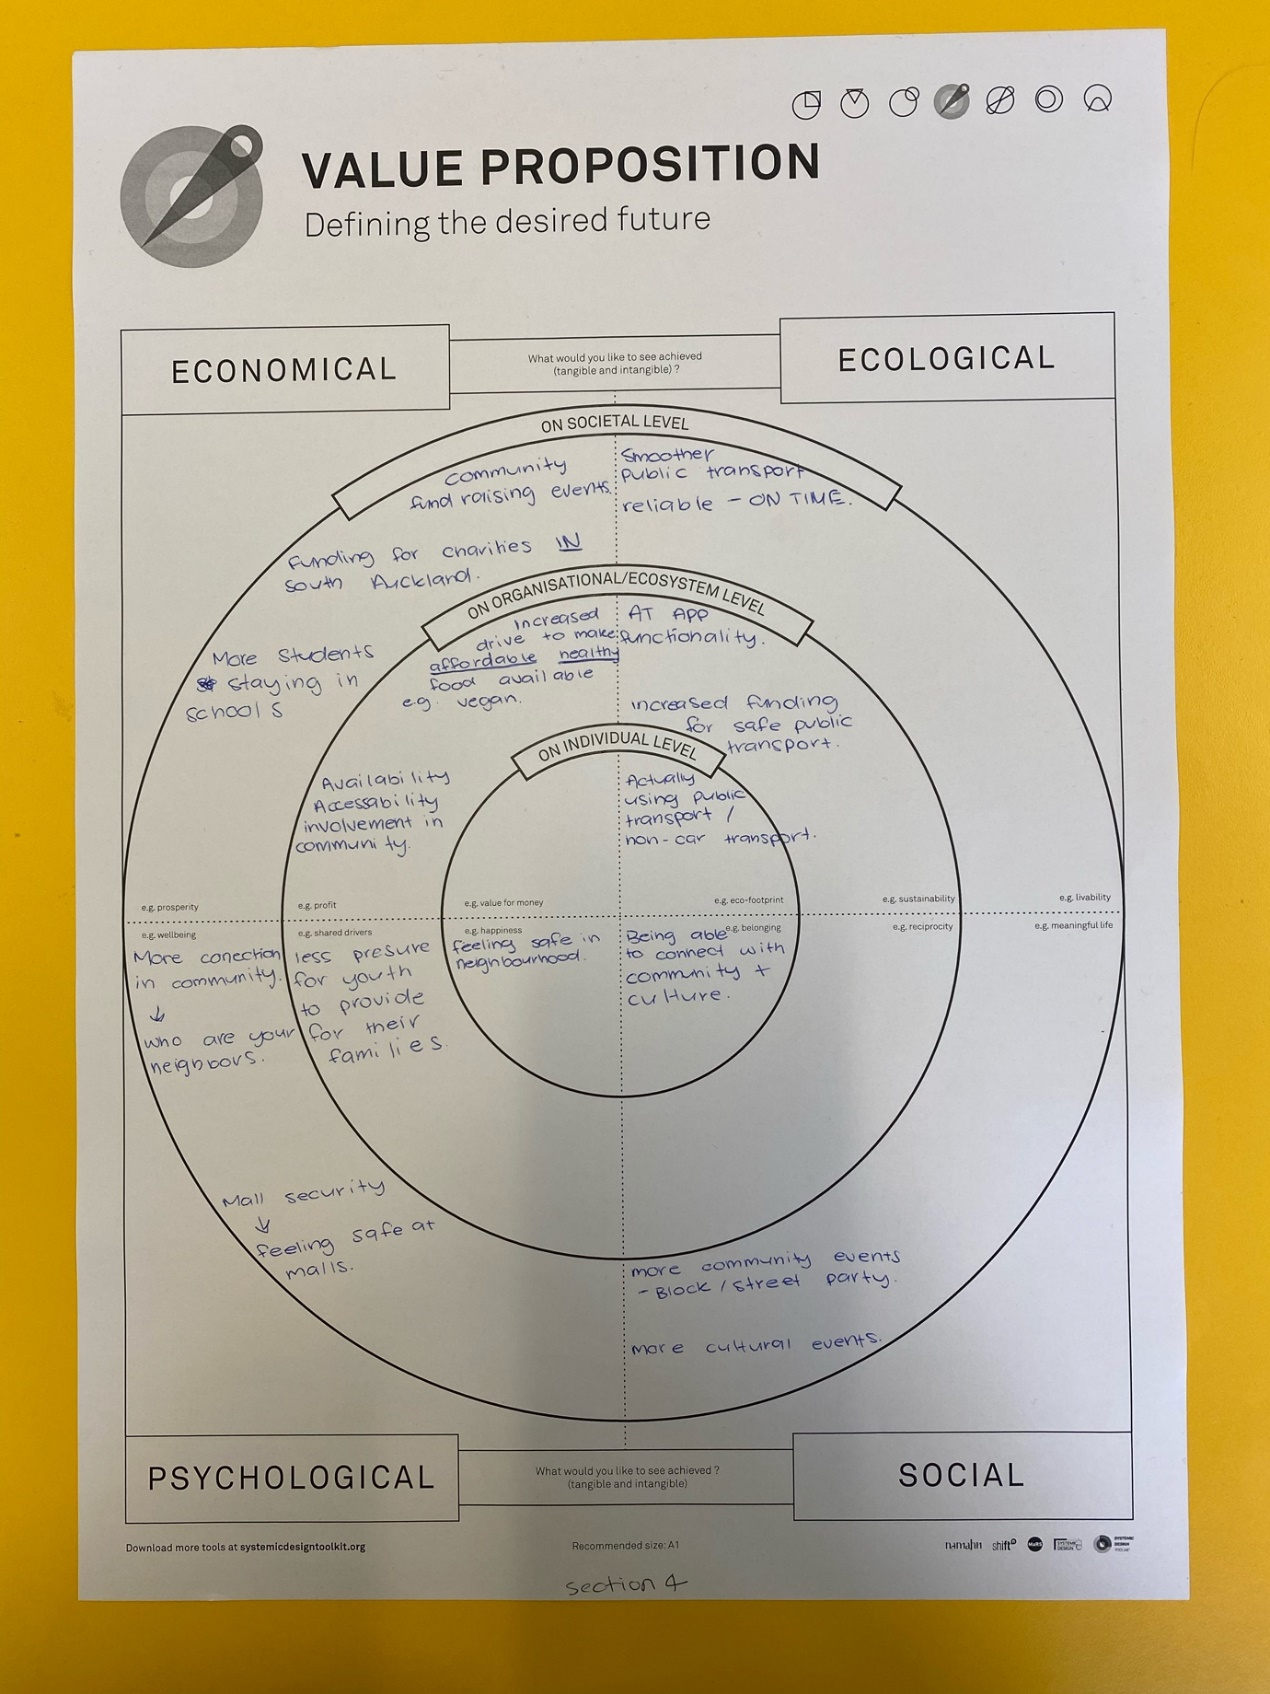 VALUE PROPOSITION
Defining the desired future
ECONOMICAL
What would you like to see achieved
(tangible and intangible) ?
ECOLOGICAL
ON SOCIETAL LEVEL
community
fund raising events.
Funding for charities IN
South Auckland.
More Students
staying in
schools
Smoother
Public transport
reliable - ON TIME.
ON ORGANISATIONAL/ECOSYSTEM LEVEL
Increased
drive to make
affordable healthy
food available
e.g. vegan.
Availability
Accessability
involvement in
community.
AT APP
functionality.
increased funding
for safe public
transport.
ON INDIVIDUAL LEVEL
Actually
using public
transport /
non-car transport.
e.g. prosperity
e.g. profit
e.g. value for money
e.g. eco-footprint
e.g. sustainability
e.g. livability
e.g. wellbeing
e.g. shared drivers
e.g. happiness
e.g. belonging
e.g. reciprocity
e.g. meaningful life
More conection
in community.
↓
who are your
neighbors.
less presure
for youth
to provide
for their
families.
feeling safe in
neighbourhood.
Being able
to connect with
community +
culture.
Mall security
↓
feeling safe at
malls.
more community events
- Block / street party.
more cultural events.
PSYCHOLOGICAL
What would you like to see achieved ?
(tangible and intangible)
SOCIAL
Download more tools at systemicdesigntoolkit.org
Recommended size: A1
namahn
shift
MaRS
section 4